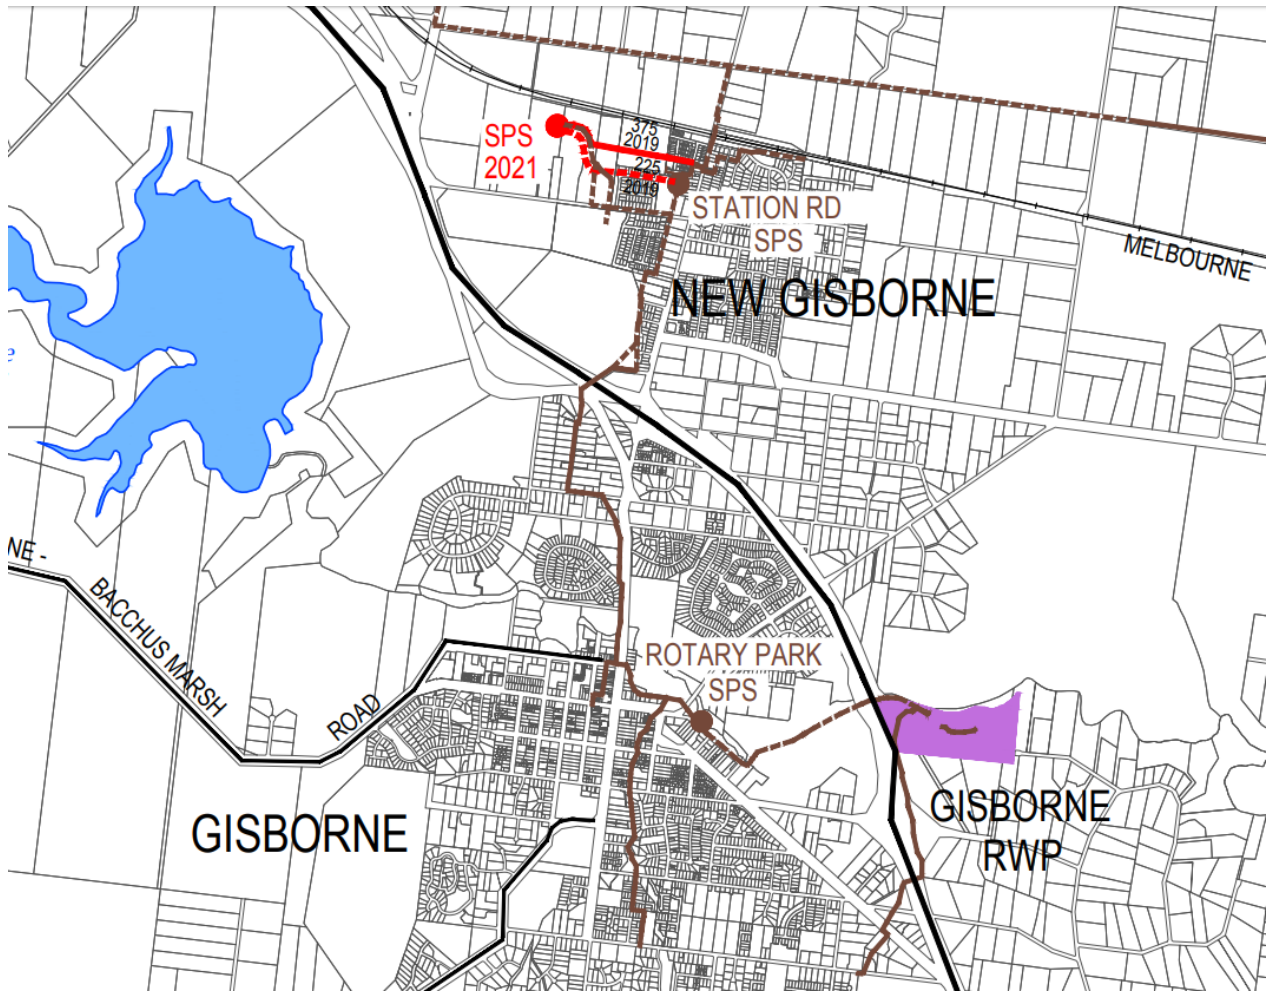 375
2019
SPS
2021
225
2019
STATION RD
SPS
MELBOURNE
NEW GISBORNE
e
NE -
BACCHUS MARSH
ROAD
ROTARY PARK
SPS
GISBORNE
GISBORNE
RWP